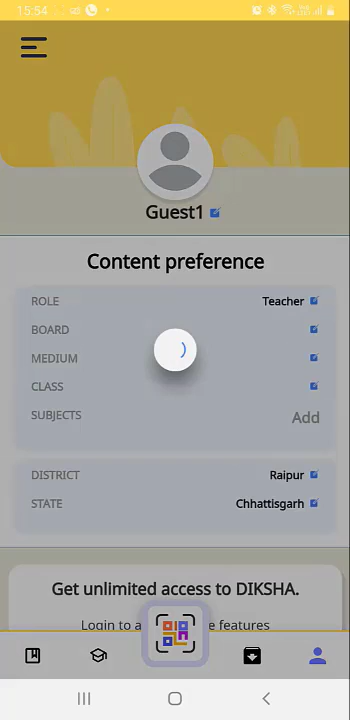 15:54
Guest1
Content preference
ROLE Teacher
BOARD
MEDIUM
CLASS
SUBJECTS Add
DISTRICT Raipur
STATE Chhattisgarh
Get unlimited access to DIKSHA.
Login to a e features